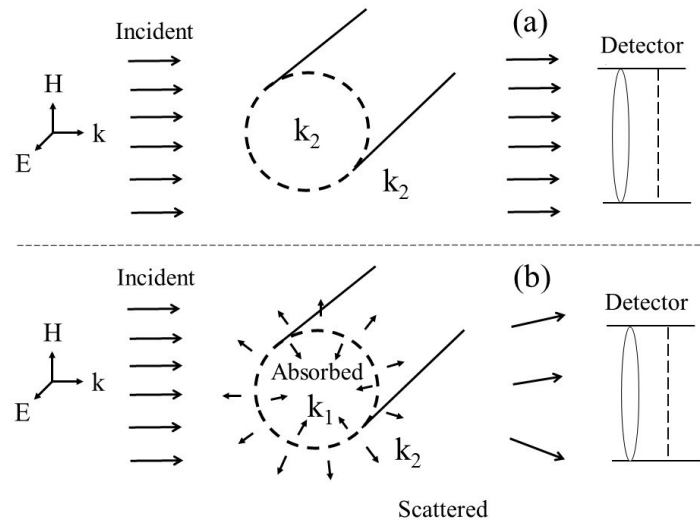 (a)
Incident
Detector
H
k
E
k2
k2
(b)
Incident
Detector
H
k
E
Absorbed
k1
k2
Scattered